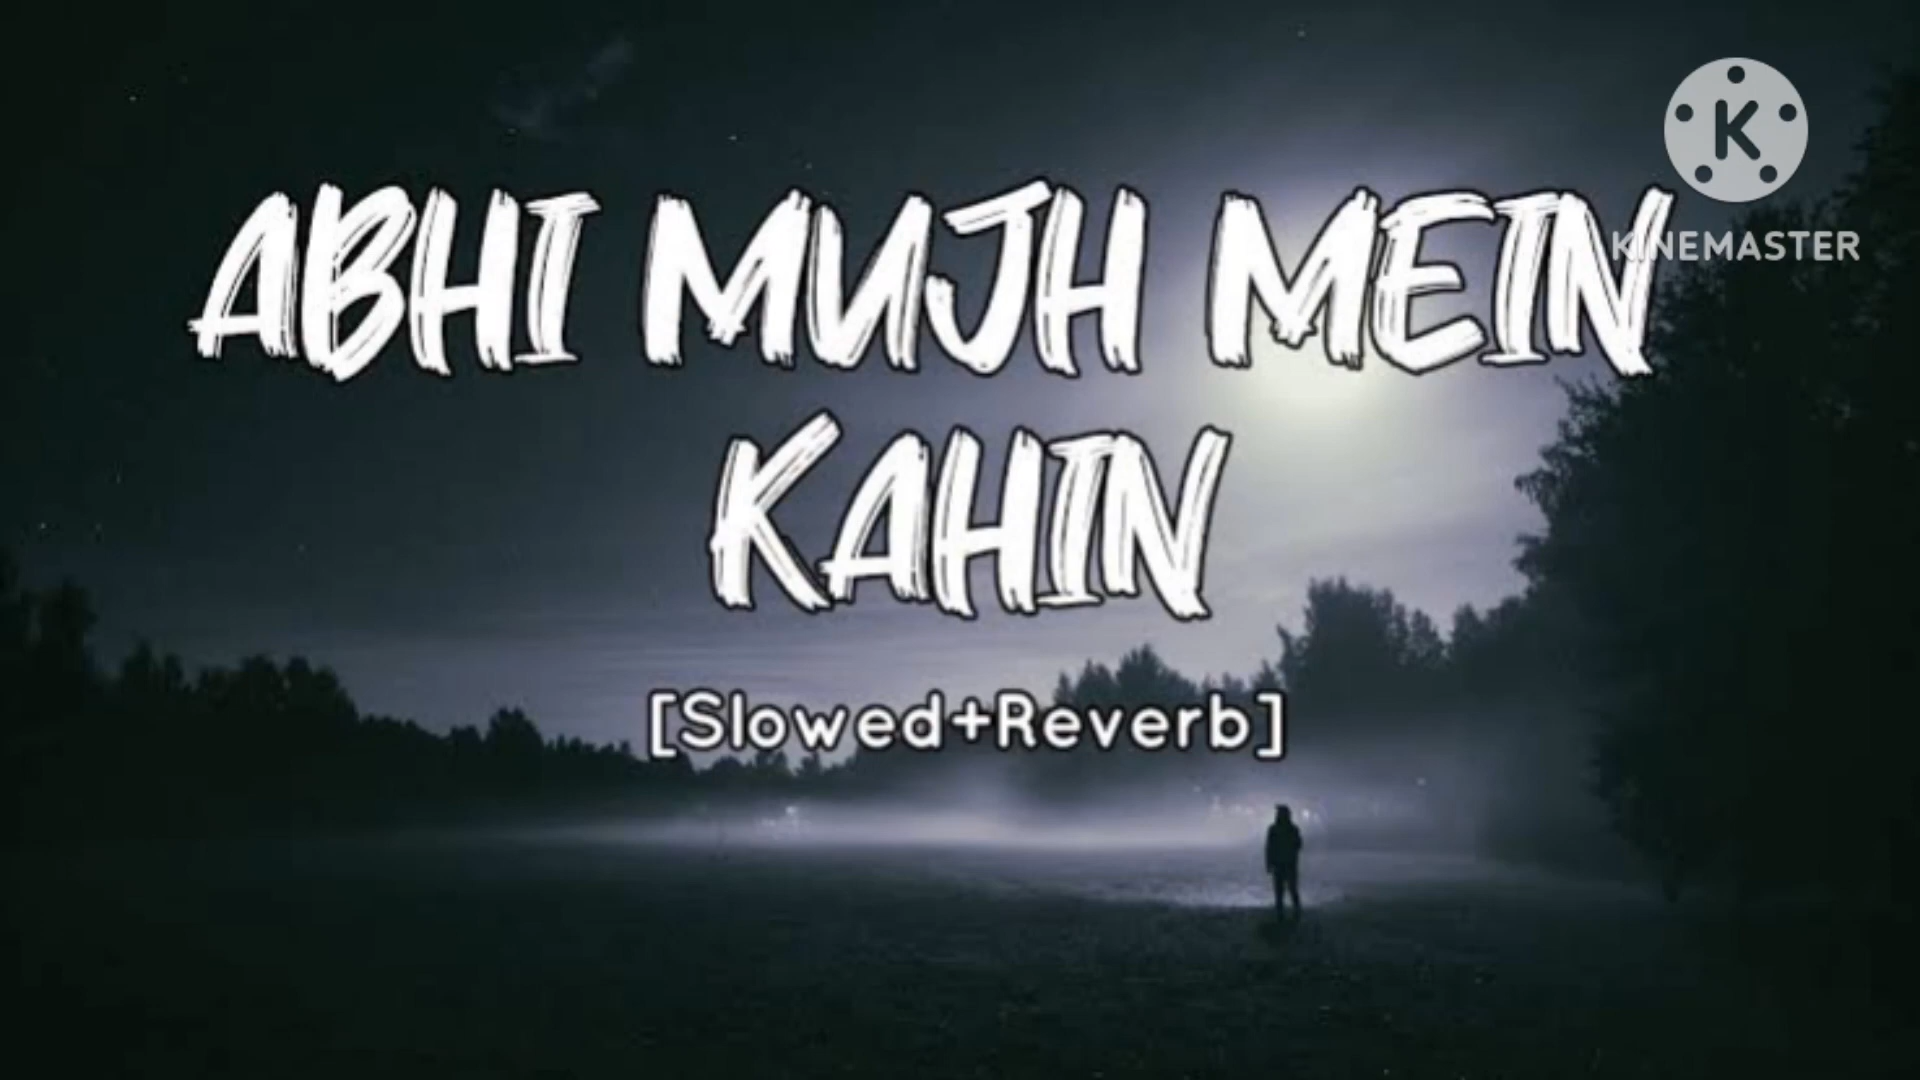 K
KINEMASTER
ABHI MUJH MEIN
KAHIN
[Slowed+Reverb]